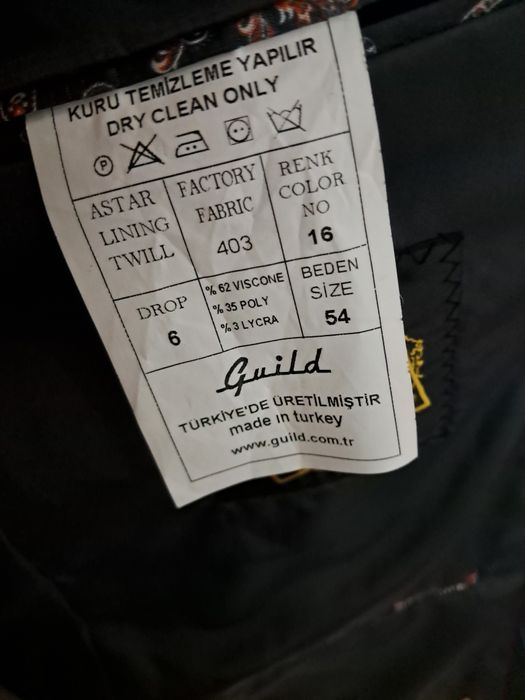 KURU TEMİZLEME YAPILIR
DRY CLEAN ONLY
P
ASTAR
LINING
TWILL
FACTORY
FABRIC
403
RENK
COLOR
NO
16
DROP
6
% 62 VISCONE
% 35 POLY
% 3 LYCRA
BEDEN
SİZE
54
Guild
TÜRKİYE'DE ÜRETİLMİŞTİR
made in turkey
www.guild.com.tr